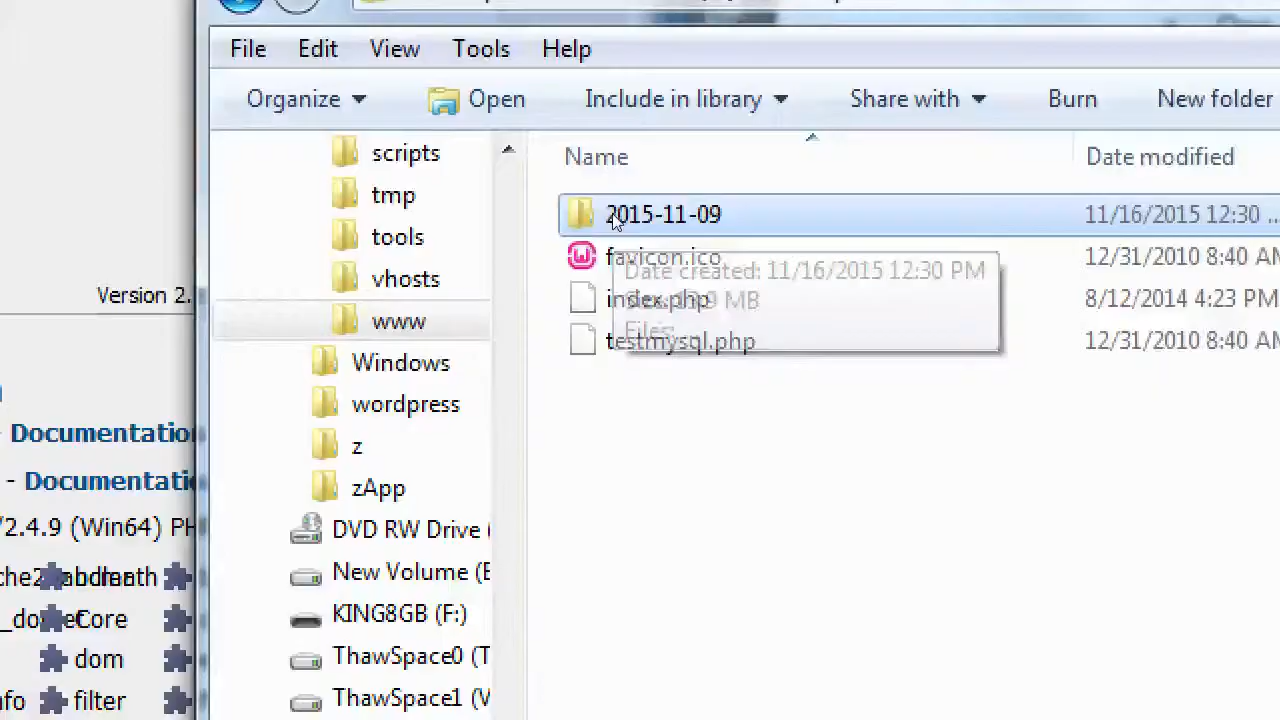 File Edit View Tools Help
Organize Open Include in library Share with Burn New folder
scripts
tmp
tools
vhosts
www
Windows
wordpress
z
zApp
DVD RW Drive (
New Volume (E
KING8GB (F:)
ThawSpace0 (T
ThawSpace1 (V
Name Date modified
2015-11-09 11/16/2015 12:30 ...
favicon.ico 12/31/2010 8:40 AM
index.php 8/12/2014 4:23 PM
testmysql.php 12/31/2010 8:40 AM
Date created: 11/16/2015 12:30 PM
MB
Files:
Version 2.
Documentation
- Documentati
/2.4.9 (Win64) PH
Core
dom
filter